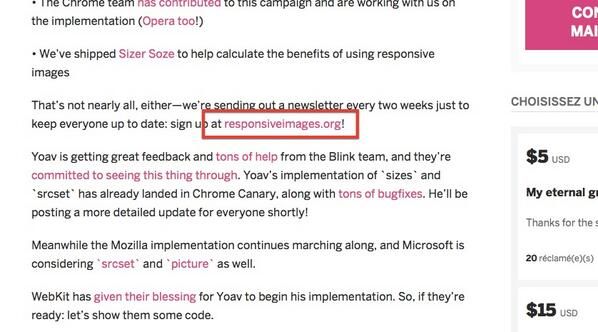 • The Chrome team has contributed to this campaign and are working with us on
the implementation (Opera too!)
• We've shipped Sizer Soze to help calculate the benefits of using responsive
images
That's not nearly all, either—we're sending out a newsletter every two weeks just to
keep everyone up to date: sign up at responsiveimages.org!
Yoav is getting great feedback and tons of help from the Blink team, and they're
committed to seeing this thing through. Yoav's implementation of `sizes` and
`srcset` has already landed in Chrome Canary, along with tons of bugfixes. He'll be
posting a more detailed update for everyone shortly!
Meanwhile the Mozilla implementation continues marching along, and Microsoft is
considering `srcset` and `picture` as well.
WebKit has given their blessing for Yoav to begin his implementation. So, if they're
ready: let's show them some code.
CON
MAI
CHOISISSEZ UN
$5 USD
My eternal gr
Thanks for the s
20 réclamé(e)(s)
$15 USD